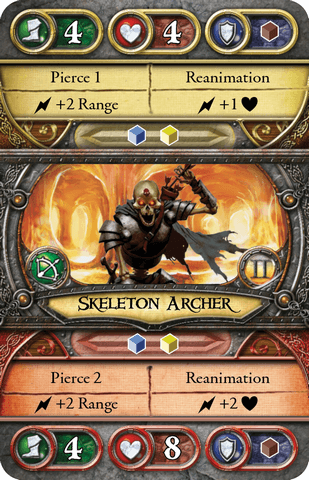 4 4
Pierce 1 Reanimation
+2 Range +1
II
SKELETON ARCHER
Pierce 2 Reanimation
+2 Range +2
4 8